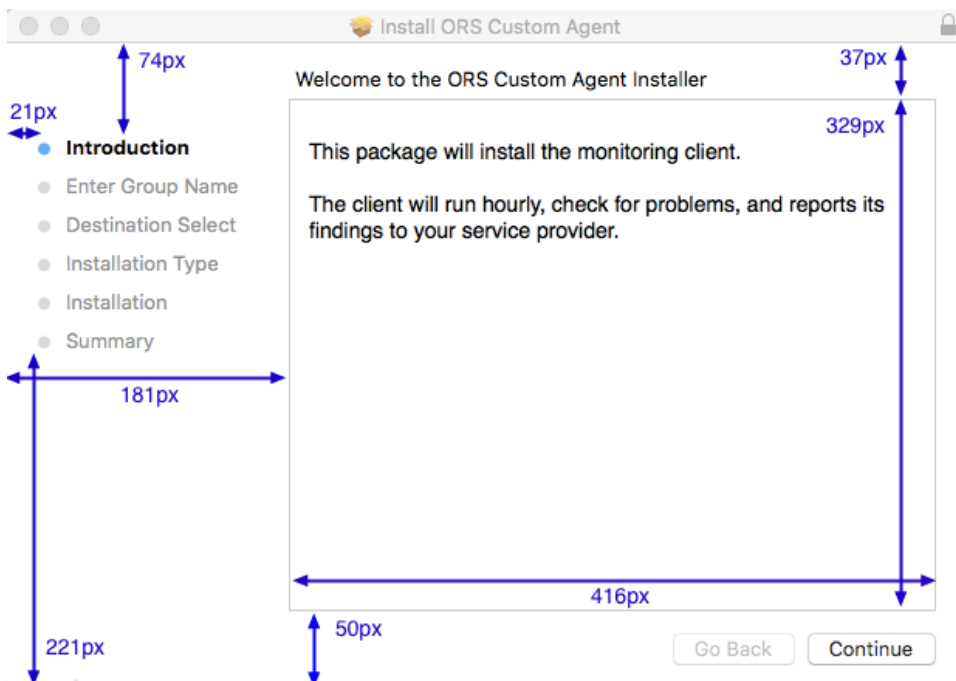 Install ORS Custom Agent
74px
37px
Welcome to the ORS Custom Agent Installer
21px
329px
Introduction
Enter Group Name
Destination Select
Installation Type
Installation
Summary
This package will install the monitoring client.
The client will run hourly, check for problems, and reports its
findings to your service provider.
181px
416px
50px
221px
Go Back
Continue